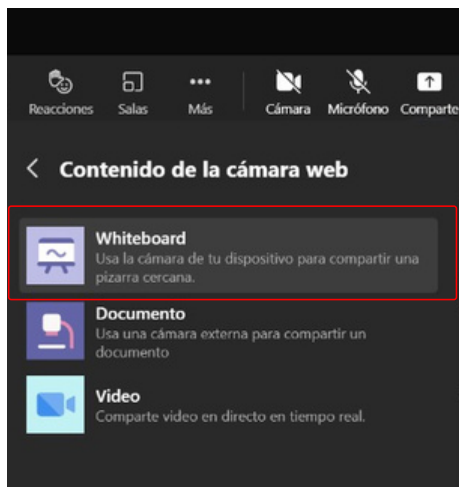 Reacciones Salas Más Cámara Micrófono Comparte
Contenido de la cámara web
Whiteboard
Usa la cámara de tu dispositivo para compartir una
pizarra cercana.
Documento
Usa una cámara externa para compartir un
documento
Video
Comparte vídeo en directo en tiempo real.